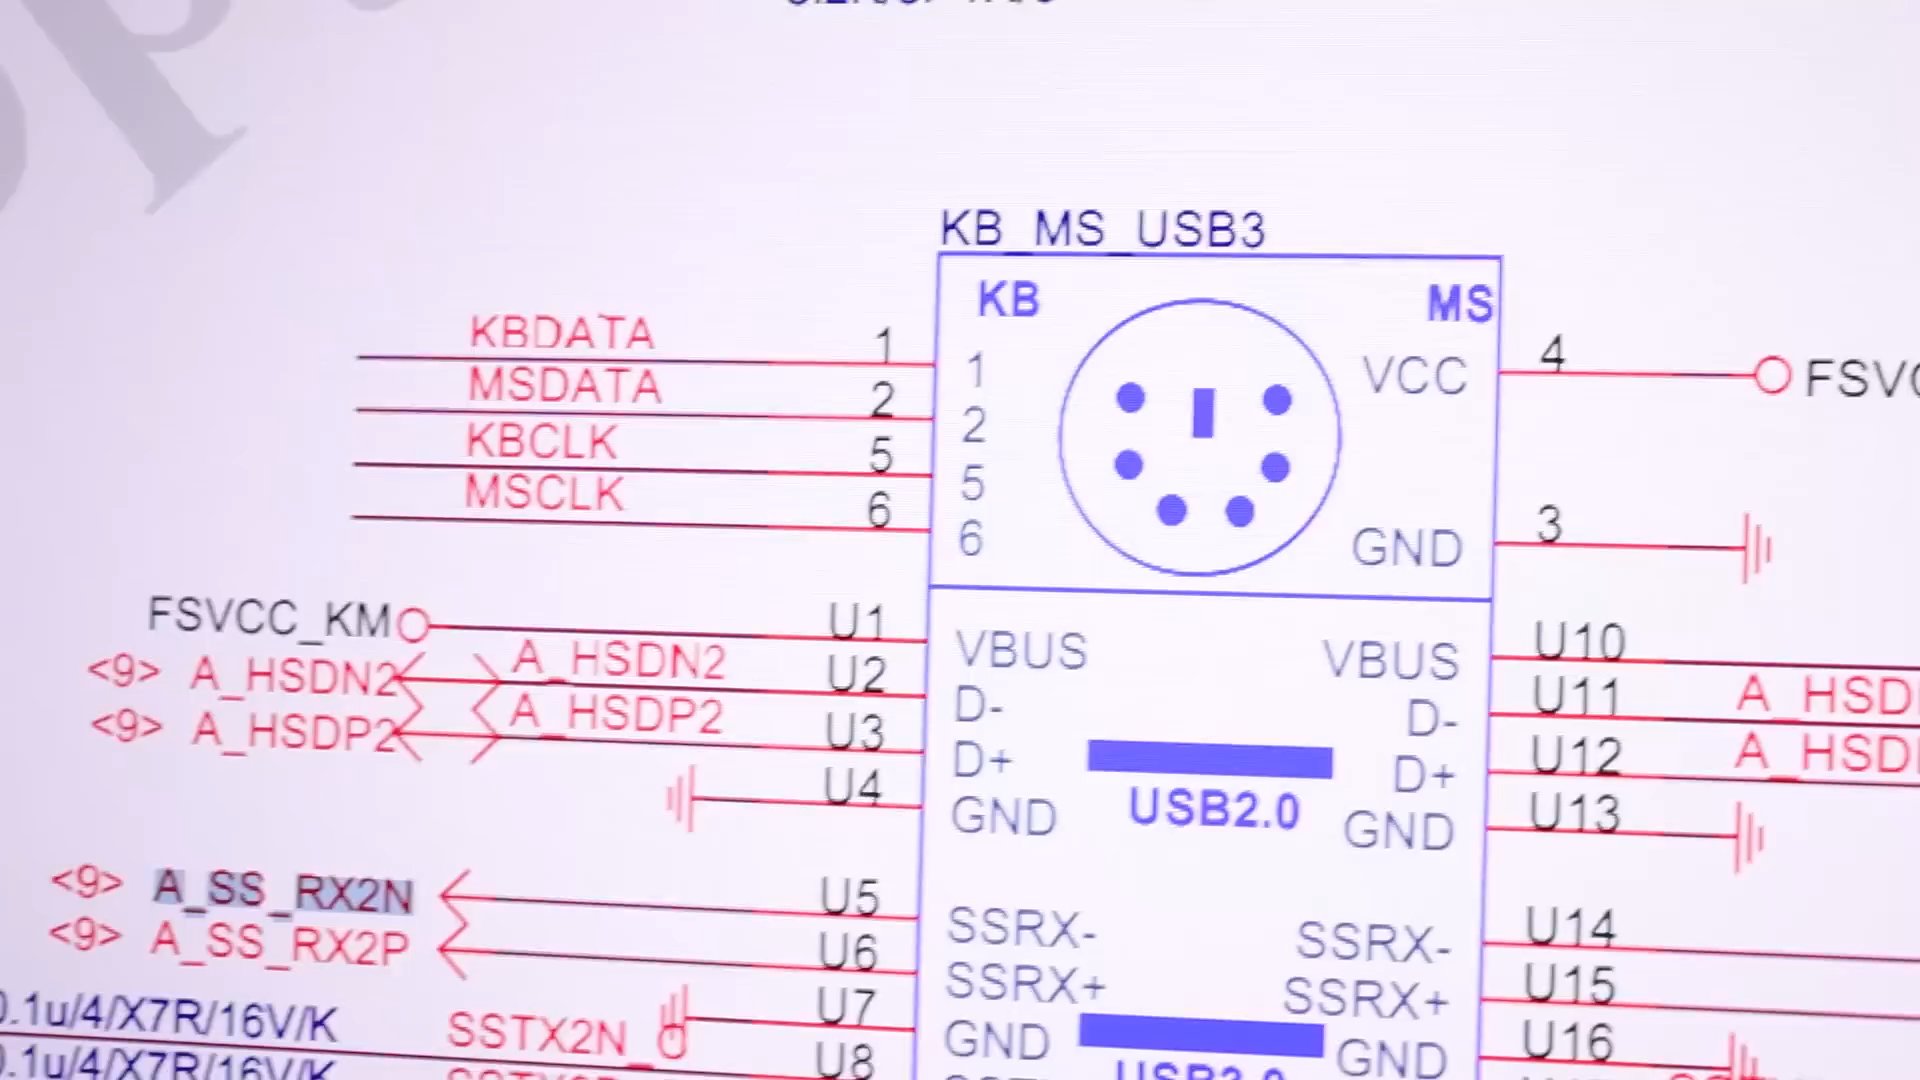 KB_MS_USB3
KB MS
KBDATA 1 1 VCC 4
MSDATA 2 2
KBCLK 5 5
MSCLK 6 6 GND 3
FSVCC_KM U1 VBUS VBUS U10
<9> A_HSDN2 A_HSDN2 U2 D- D- U11
<9> A_HSDP2 A_HSDP2 U3 D+ D+ U12
U4 GND USB2.0 GND U13
<9> A_SS_RX2N U5 SSRX- SSRX- U14
<9> A_SS_RX2P U6 SSRX+ SSRX+ U15
0.1u/4/X7R/16V/K SSTX2N U7 GND GND U16
0.1u/4/X7R/16V/K U8